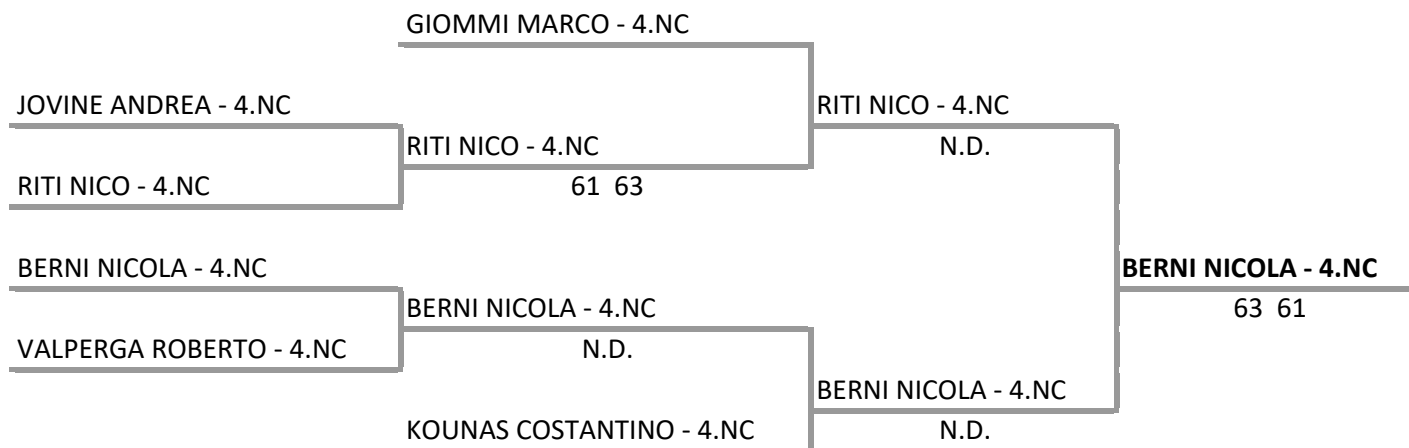 GIOMMI MARCO - 4.NC
JOVINE ANDREA - 4.NC
RITI NICO - 4.NC
RITI NICO - 4.NC
N.D.
RITI NICO - 4.NC
61 63
BERNI NICOLA - 4.NC
BERNI NICOLA - 4.NC
BERNI NICOLA - 4.NC
63 61
VALPERGA ROBERTO - 4.NC
N.D.
BERNI NICOLA - 4.NC
KOUNAS COSTANTINO - 4.NC
N.D.